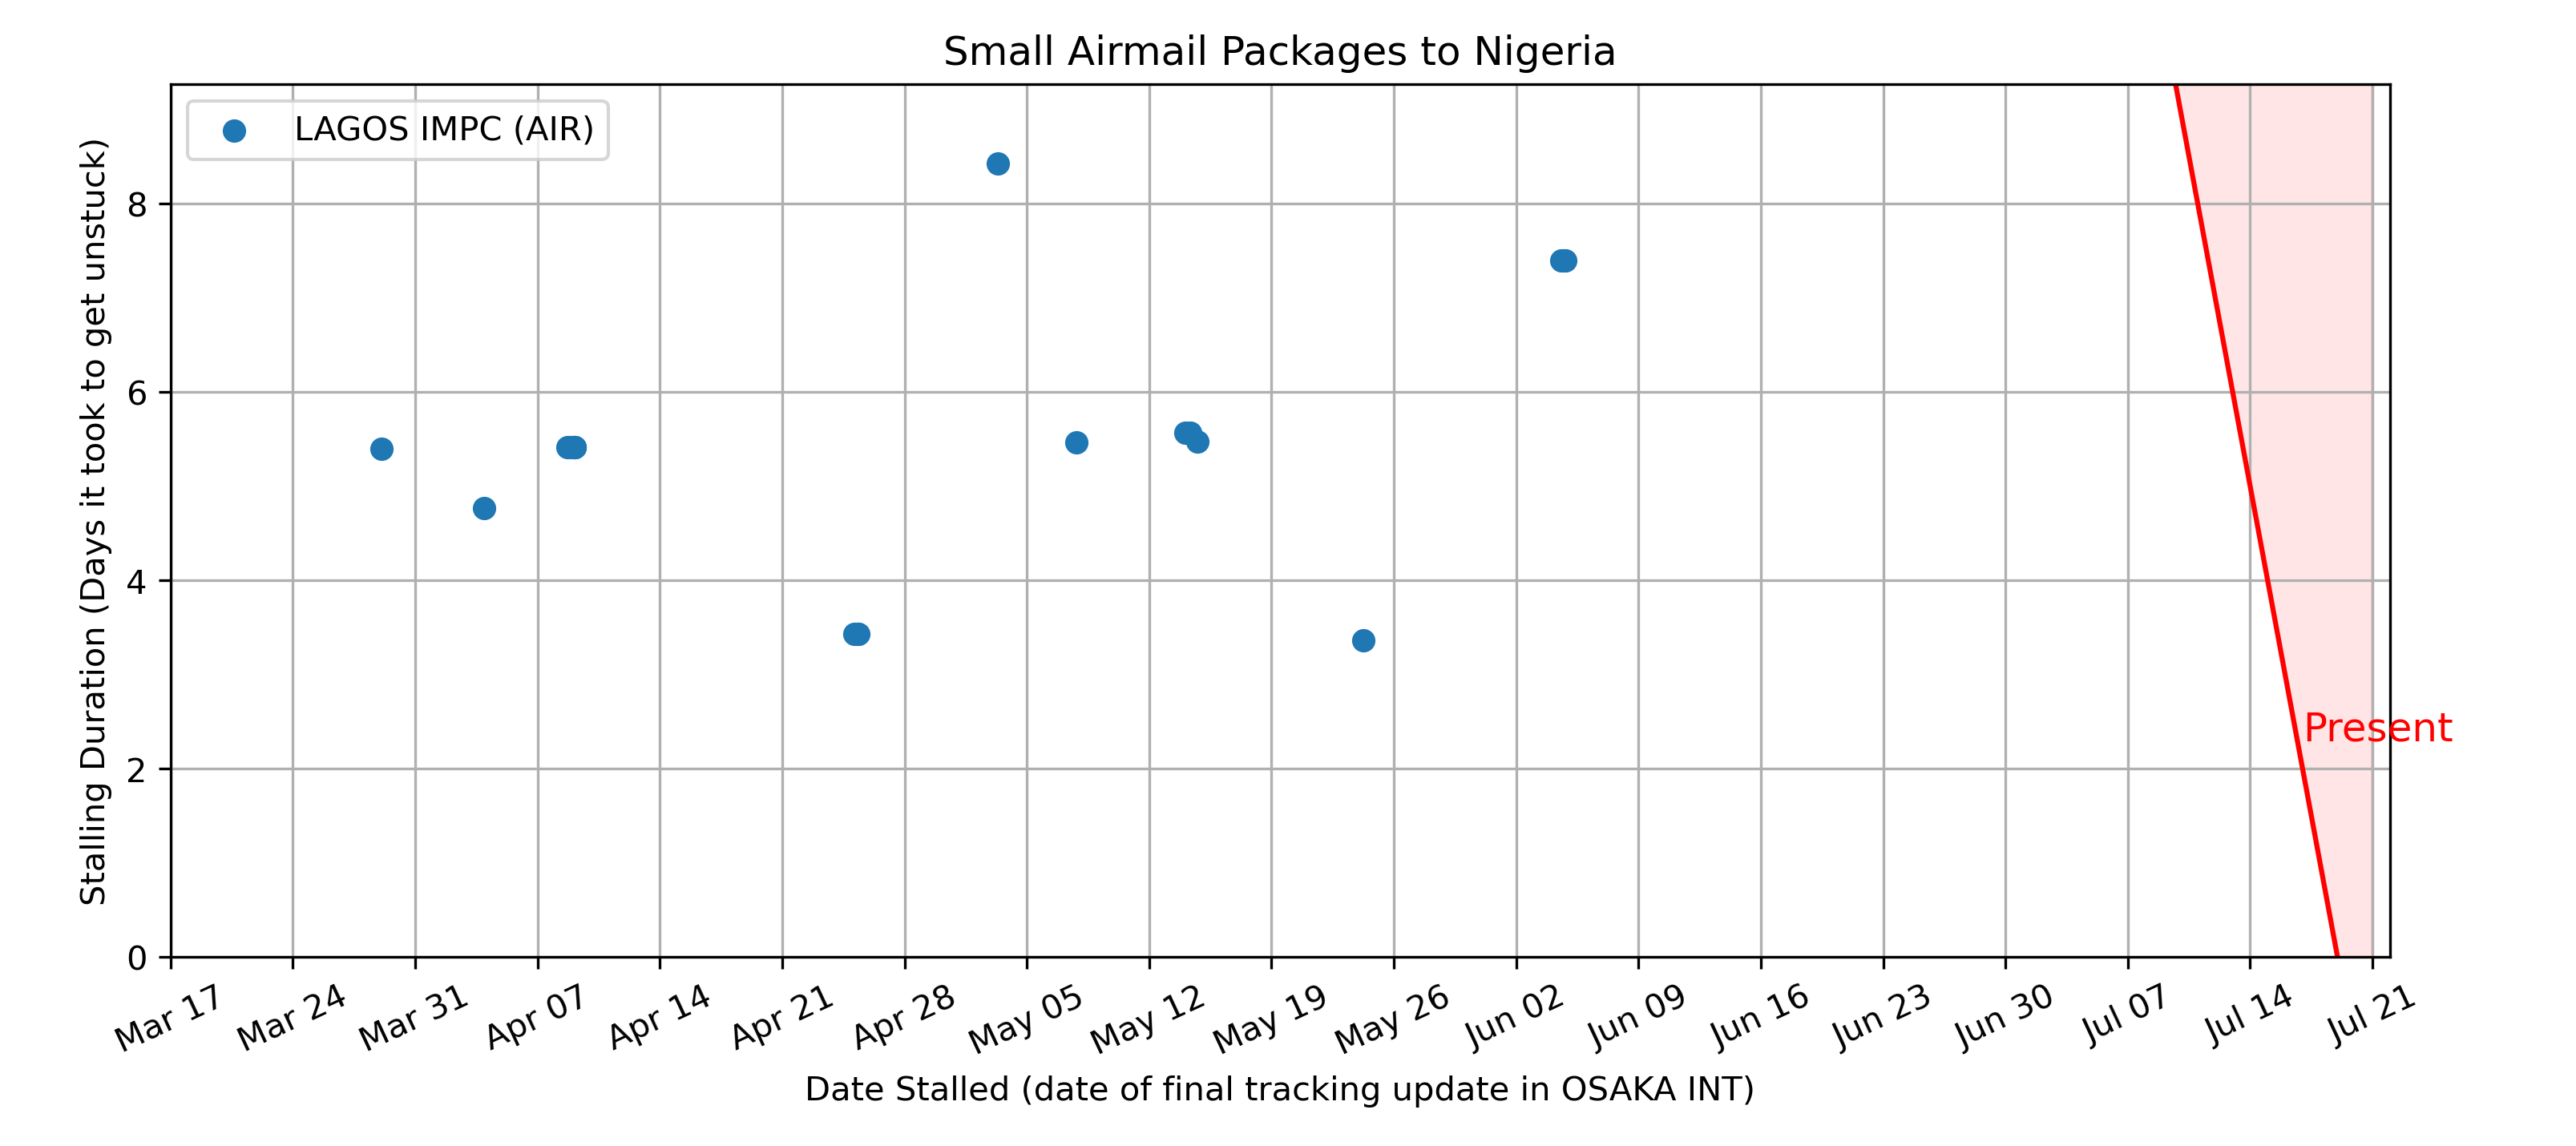 Small Airmail Packages to Nigeria
LAGOS IMPC (AIR)
Stalling Duration (Days it took to get unstuck)
8
6
4
2
0
Present
Mar 17
Mar 24
Mar 31
Apr 07
Apr 14
Apr 21
Apr 28
May 05
May 12
May 19
May 26
Jun 02
Jun 09
Jun 16
Jun 23
Jun 30
Jul 07
Jul 14
Jul 21
Date Stalled (date of final tracking update in OSAKA INT)